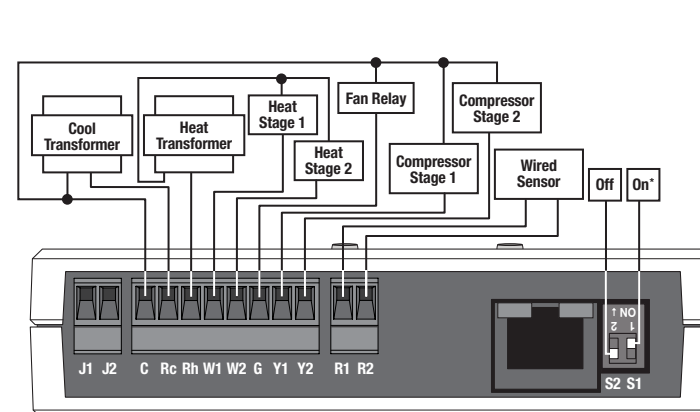 Cool
Transformer
Heat
Transformer
Heat
Stage 1
Heat
Stage 2
Fan Relay
Compressor
Stage 1
Compressor
Stage 2
Wired
Sensor
Off
On*
ON ↓
1 2
J1 J2 C Rc Rh W1 W2 G Y1 Y2 R1 R2 S2 S1